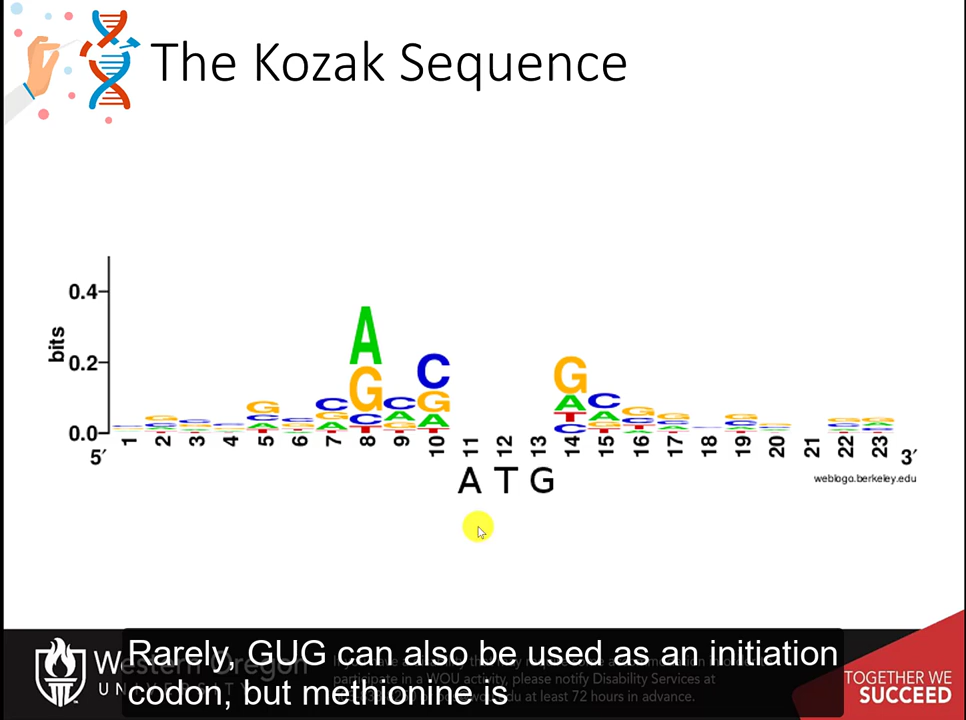 The Kozak Sequence
bits
0.4
0.2
0.0
A
G
C
T
C
G
A
C
A
G
C
G
A
T
G
A
T
C
C
A
G
T
G
C
5′ 1 2 3 4 5 6 7 8 9 10 11 12 13 14 15 16 17 18 19 20 21 22 23 3′
A T G
weblogo.berkeley.edu
Rarely, GUG can also be used as an initiation
codon, but methionine is
Western Oregon
UNIVERSITY
participate in a WOU activity, please notify Disability Services at
at least 72 hours in advance.
TOGETHER WE
SUCCEED